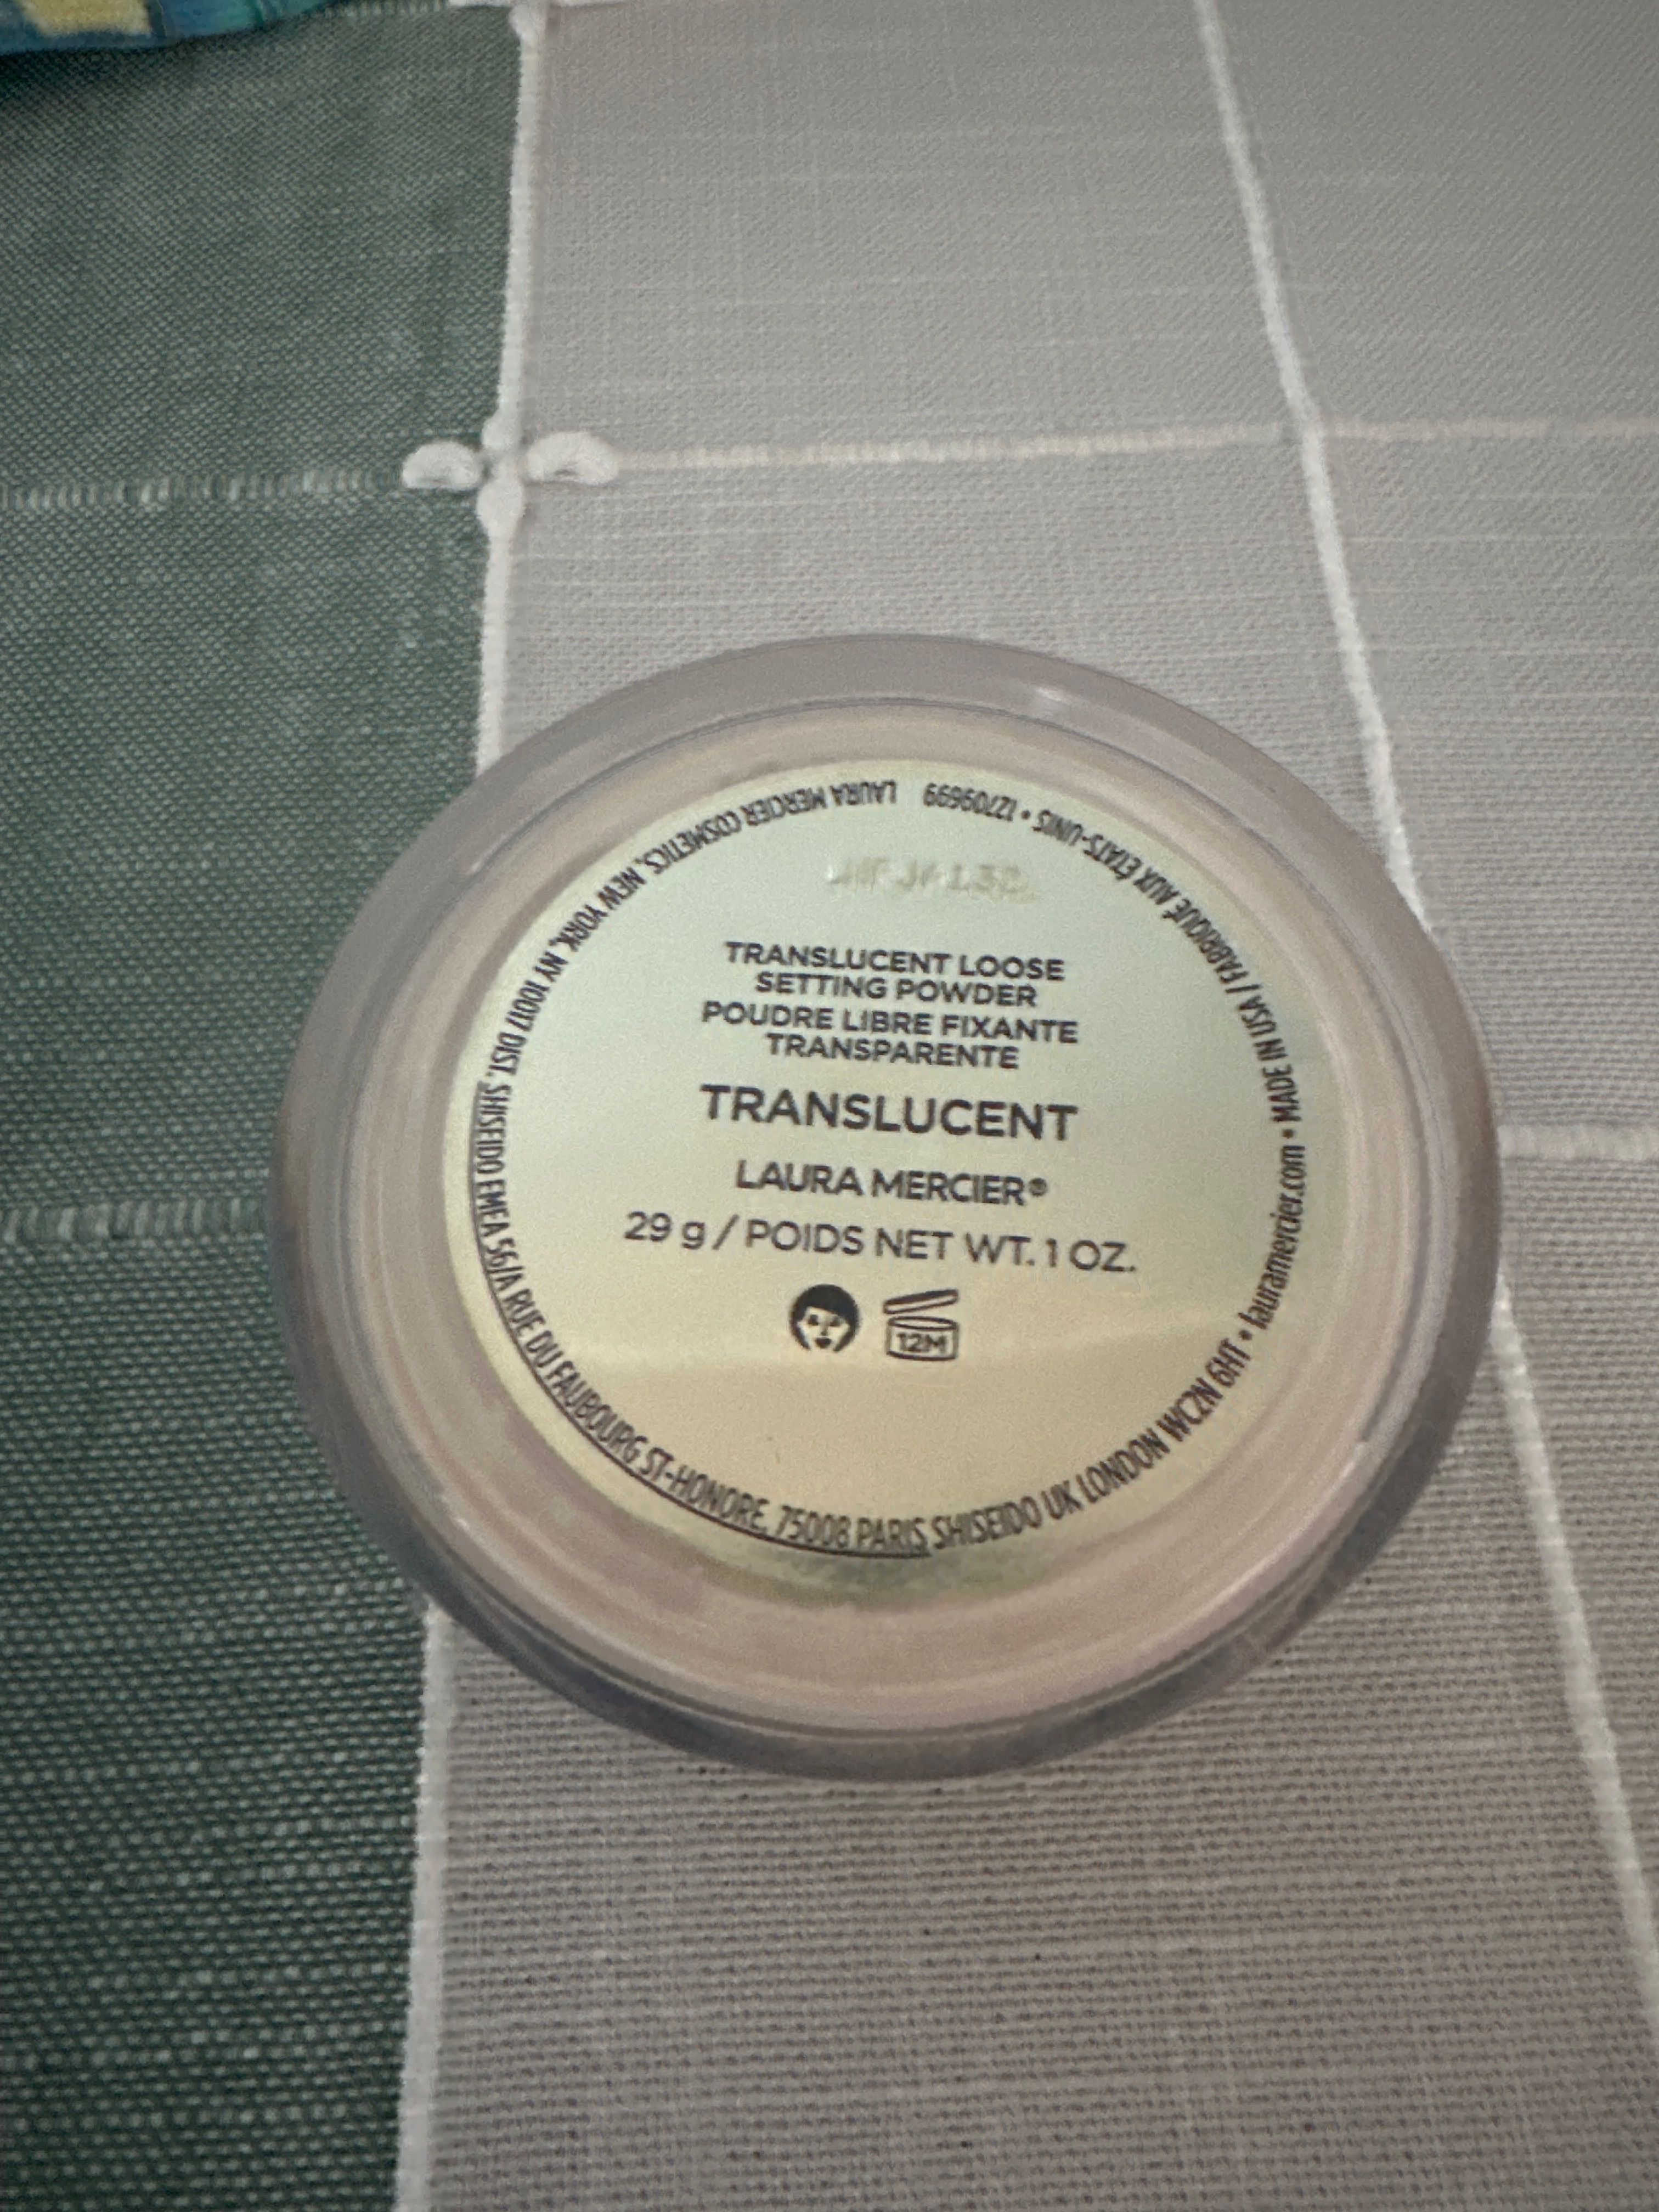 TRANSLUCENT LOOSE
SETTING POWDER
POUDRE LIBRE FIXANTE
TRANSPARENTE
TRANSLUCENT
LAURA MERCIER®
29 g / POIDS NET WT. 1 OZ.
12M
LAURA MERCIER COSMETICS, NEW YORK, NY 10017 DIST. SHISEIDO EMEA 56/A RUE DU FAUBOURG ST-HONORE, 75008 PARIS SHISEIDO UK LONDON WC2N 6HT • lauramercier.com • MADE IN USA / FABRIQUÉ AUX ÉTATS-UNIS • 12709699